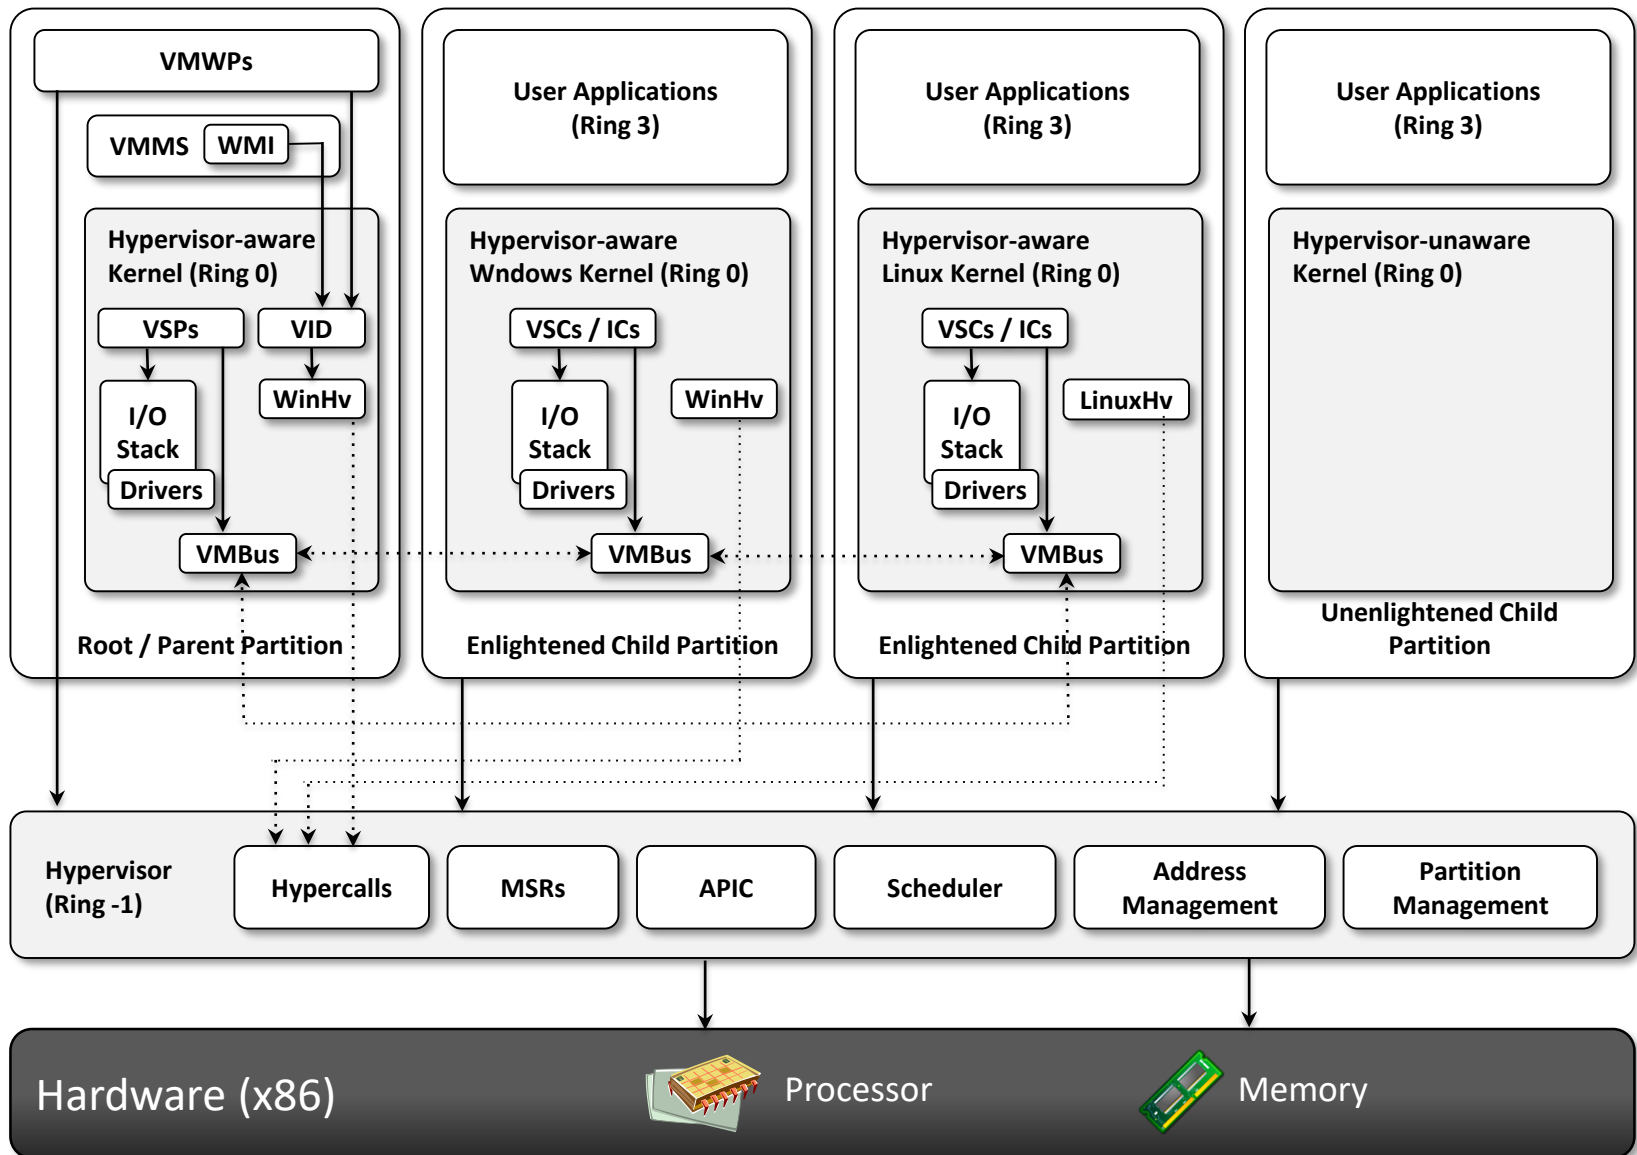 VMWPs
VMMS
WMI
Hypervisor-aware
Kernel (Ring 0)
VSPs
VID
I/O
Stack
Drivers
WinHv
VMBus
Root / Parent Partition
User Applications
(Ring 3)
Hypervisor-aware
Wndows Kernel (Ring 0)
VSCs / ICs
I/O
Stack
Drivers
WinHv
VMBus
Enlightened Child Partition
User Applications
(Ring 3)
Hypervisor-aware
Linux Kernel (Ring 0)
VSCs / ICs
I/O
Stack
Drivers
LinuxHv
VMBus
Enlightened Child Partition
User Applications
(Ring 3)
Hypervisor-unaware
Kernel (Ring 0)
Unenlightened Child
Partition
Hypervisor
(Ring -1)
Hypercalls
MSRs
APIC
Scheduler
Address
Management
Partition
Management
Hardware (x86)
Processor
Memory